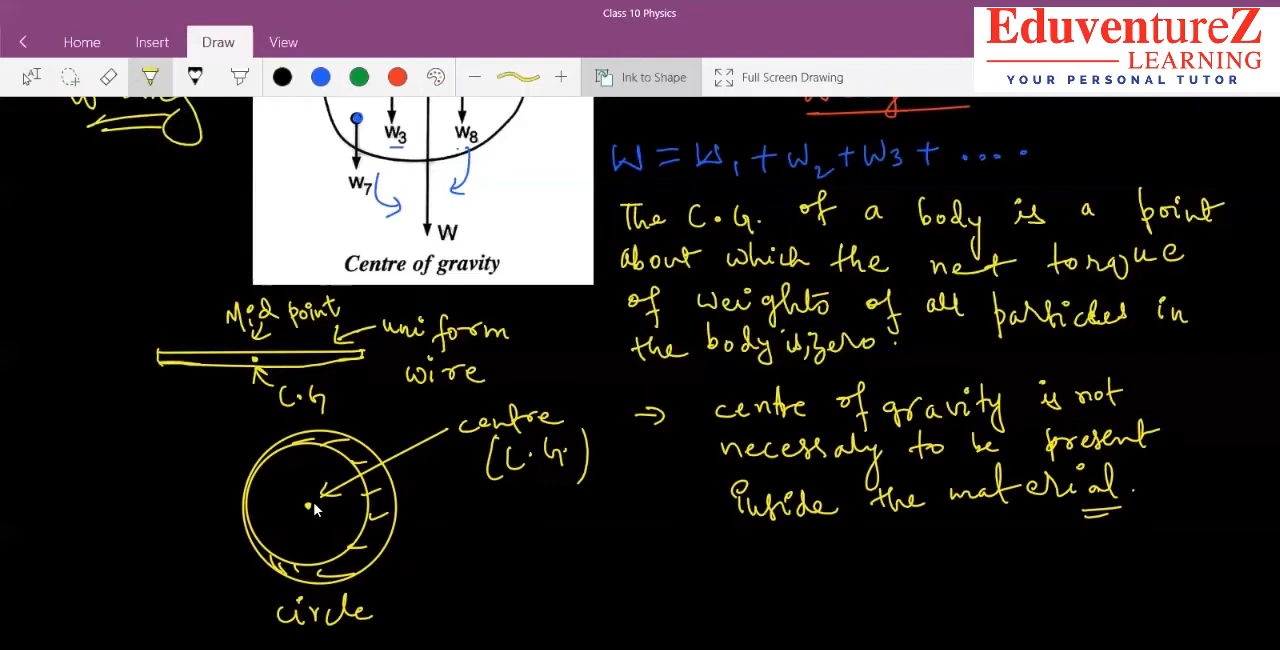 Class 10 Physics
EduventureZ
LEARNING
YOUR PERSONAL TUTOR
Home Insert Draw View
Ink to Shape Full Screen Drawing
W3 W8
W7
W
Centre of gravity
W = W1 + W2 + W3 + .....
The C.G. of a body is a point
about which the net torque
of weights of all particles in
the body is, zero.
Mid point
uniform
wire
C.G
centre
(C.G.)
circle
→ centre of gravity is not
necessaly to be present
inside the material.